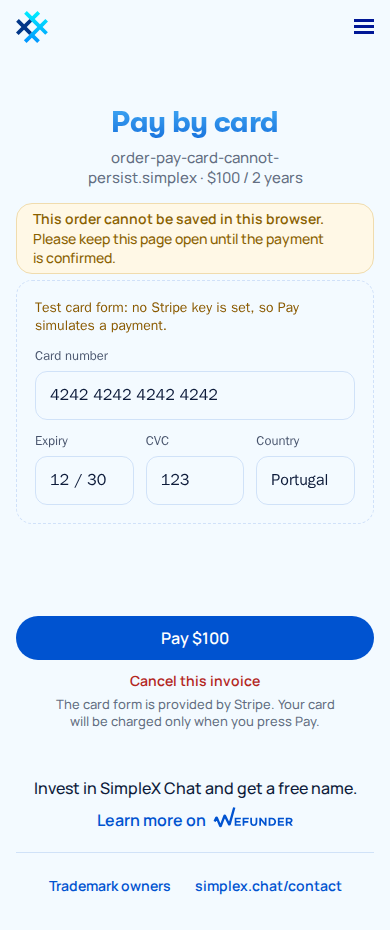 Pay by card
order-pay-card-cannot-
persist.simplex · $100 / 2 years
This order cannot be saved in this browser.
Please keep this page open until the payment
is confirmed.
Test card form: no Stripe key is set, so Pay
simulates a payment.
Card number
4242 4242 4242 4242
Expiry CVC Country
12 / 30 123 Portugal
Pay $100
Cancel this invoice
The card form is provided by Stripe. Your card
will be charged only when you press Pay.
Invest in SimpleX Chat and get a free name.
Learn more on WEFUNDER
Trademark owners simplex.chat/contact